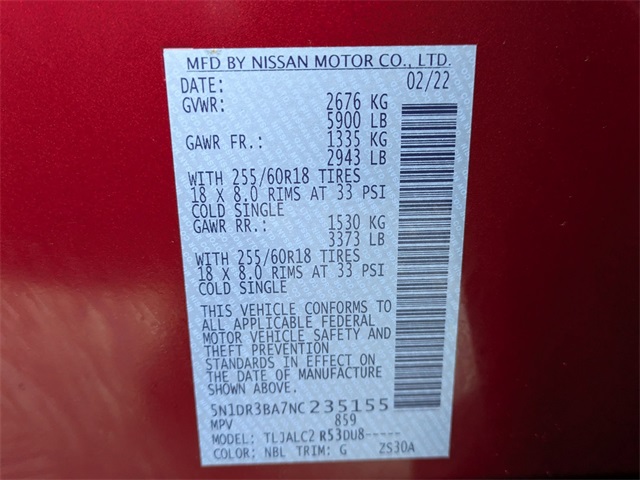 MFD BY NISSAN MOTOR CO., LTD.
DATE: 02/22
GVWR: 2676 KG
5900 LB
GAWR FR.: 1335 KG
2943 LB
WITH 255/60R18 TIRES
18 X 8.0 RIMS AT 33 PSI
COLD SINGLE
GAWR RR.: 1530 KG
3373 LB
WITH 255/60R18 TIRES
18 X 8.0 RIMS AT 33 PSI
COLD SINGLE
THIS VEHICLE CONFORMS TO
ALL APPLICABLE FEDERAL
MOTOR VEHICLE SAFETY AND
THEFT PREVENTION
STANDARDS IN EFFECT ON
THE DATE OF MANUFACTURE
SHOWN ABOVE.
5N1DR3BA7NC235155
MPV 859
MODEL: TLJALC2 R53DU8-----
COLOR: NBL TRIM: G ZS30A